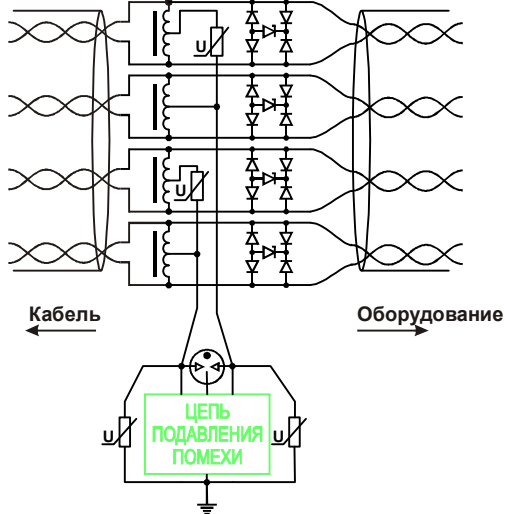 U
U
Кабель
Оборудование
U
ЦЕПЬ
ПОДАВЛЕНИЯ
ПОМЕХИ
U